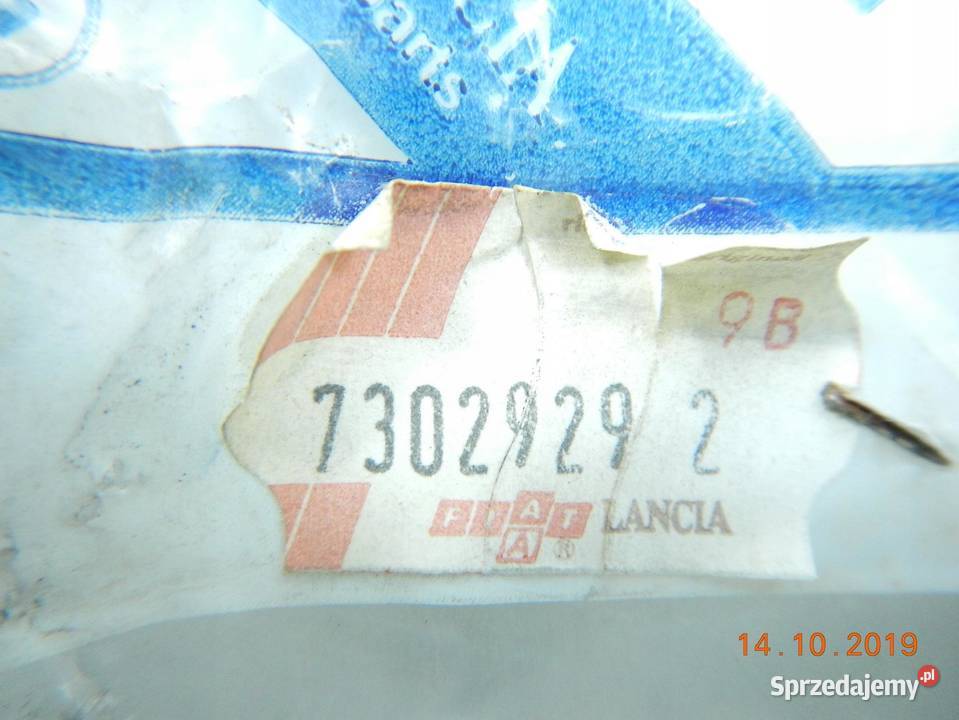 parts
9B
7302929 2
FIAT LANCIA
A ®
14.10.2019
Sprzedajemy.pl